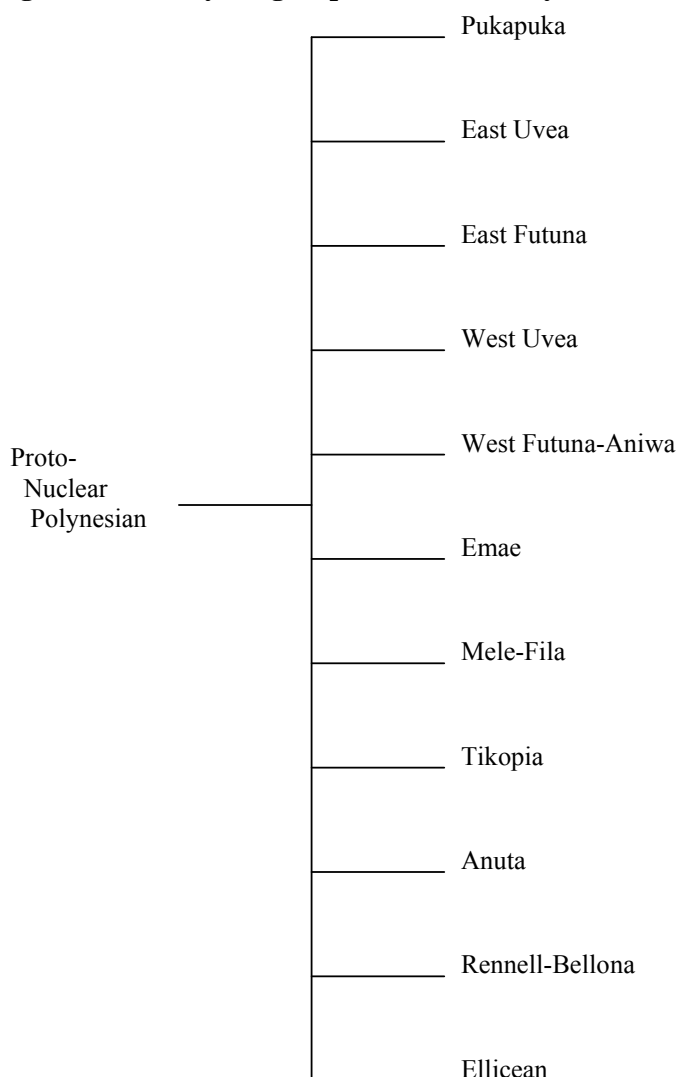 Pukapuka
East Uvea
East Futuna
West Uvea
West Futuna-Aniwa
Proto-
Nuclear
Polynesian
Emae
Mele-Fila
Tikopia
Anuta
Rennell-Bellona
Ellicean